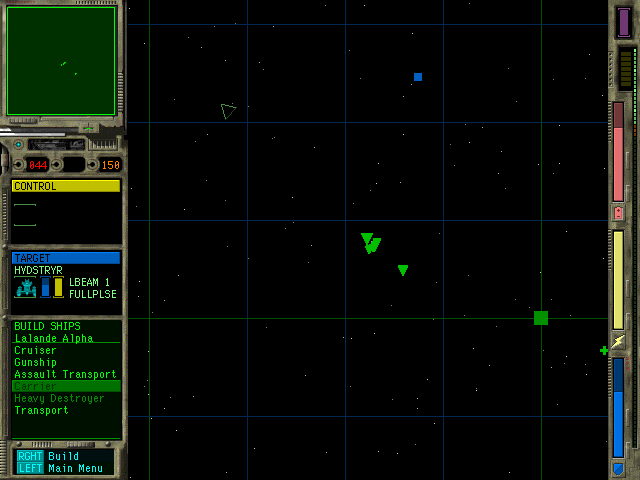 044 150
CONTROL
TARGET
HVDSTRYR
LBEAM 1
FULLPLSE
BUILD SHIPS
Lalande Alpha
Cruiser
Gunship
Assault Transport
Carrier
Heavy Destroyer
Transport
RGHT Build
LEFT Main Menu